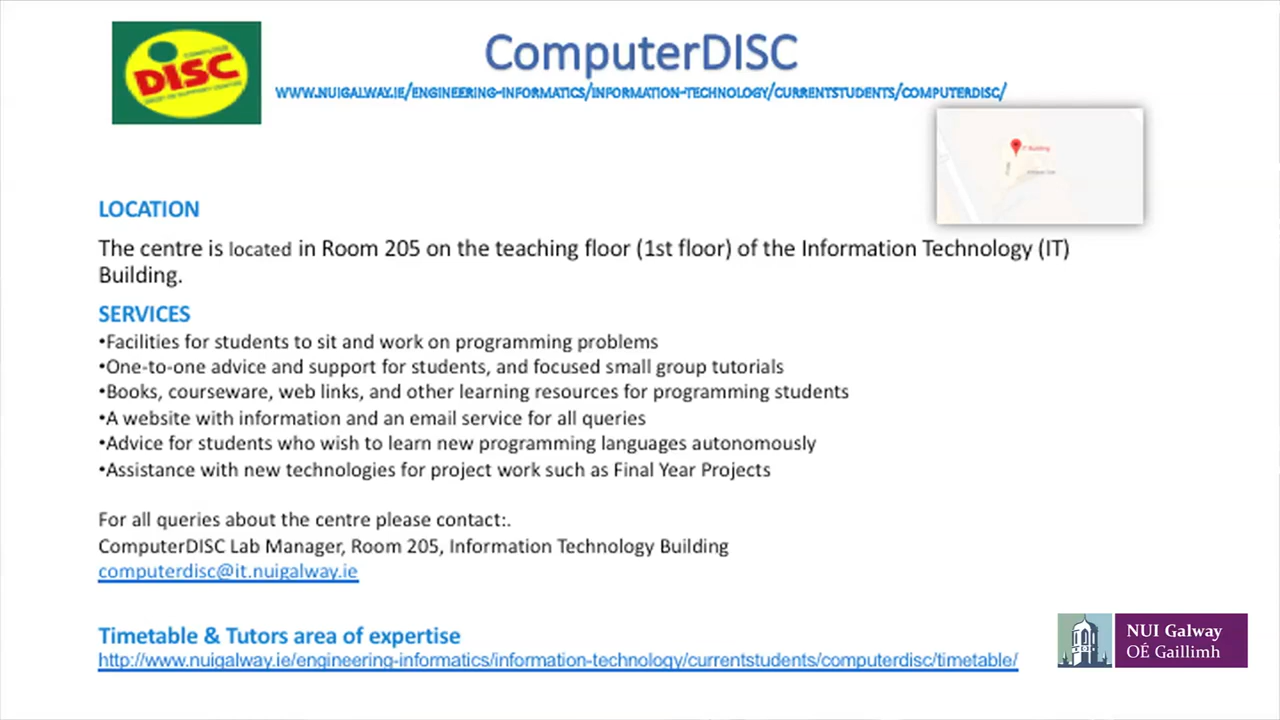 COMPUTER
DISC
ComputerDISC
WWW.NUIGALWAY.IE/ENGINEERING-INFORMATICS/INFORMATION-TECHNOLOGY/CURRENTSTUDENTS/COMPUTERDISC/
IT Building
LOCATION
The centre is located in Room 205 on the teaching floor (1st floor) of the Information Technology (IT)
Building.
SERVICES
•Facilities for students to sit and work on programming problems
•One-to-one advice and support for students, and focused small group tutorials
•Books, courseware, web links, and other learning resources for programming students
•A website with information and an email service for all queries
•Advice for students who wish to learn new programming languages autonomously
•Assistance with new technologies for project work such as Final Year Projects
For all queries about the centre please contact:.
ComputerDISC Lab Manager, Room 205, Information Technology Building
computerdisc@it.nuigalway.ie
Timetable & Tutors area of expertise
http://www.nuigalway.ie/engineering-informatics/information-technology/currentstudents/computerdisc/timetable/
NUI Galway
OÉ Gaillimh